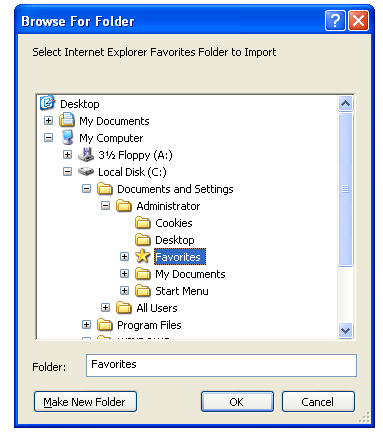 Browse For Folder
Select Internet Explorer Favorites Folder to Import
Desktop
My Documents
My Computer
3½ Floppy (A:)
Local Disk (C:)
Documents and Settings
Administrator
Cookies
Desktop
Favorites
My Documents
Start Menu
All Users
Program Files
Folder: Favorites
Make New Folder OK Cancel